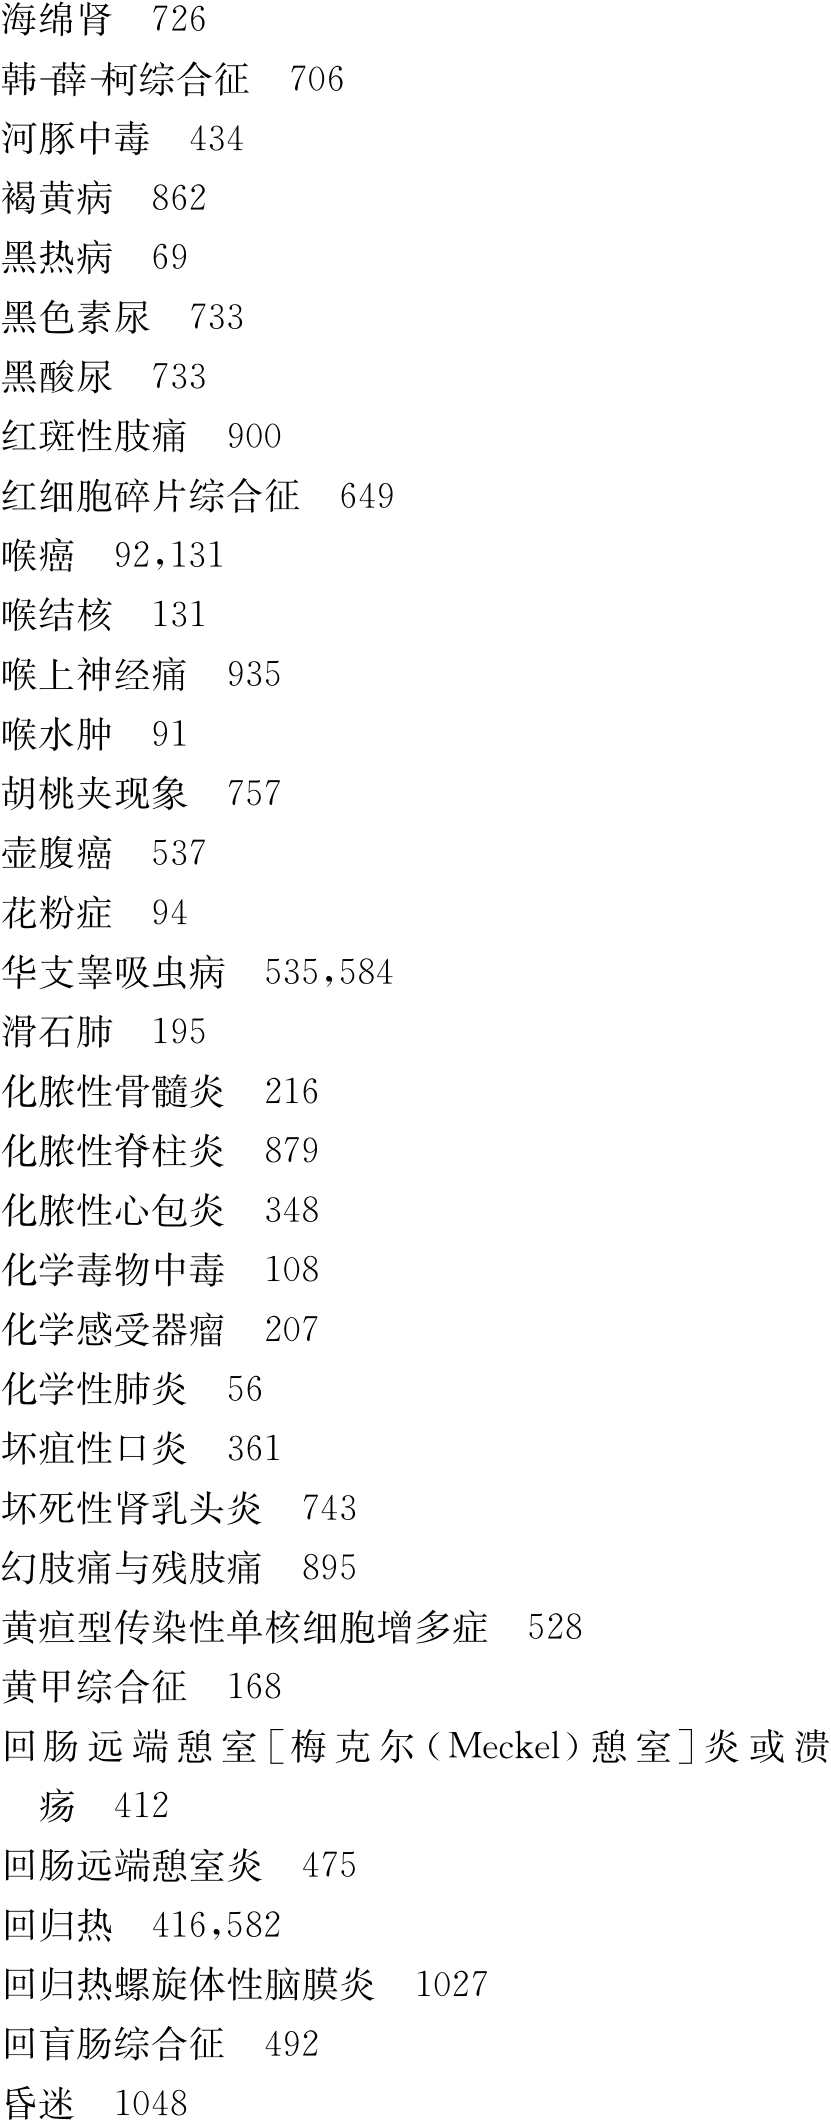 海绵肾 726
韩-薛-柯综合征 706
河豚中毒 434
褐黄病 862
黑热病 69
黑色素尿 733
黑酸尿 733
红斑性肢痛 900
红细胞碎片综合征 649
喉癌 92,131
喉结核 131
喉上神经痛 935
喉水肿 91
胡桃夹现象 757
壶腹癌 537
花粉症 94
华支睾吸虫病 535,584
滑石肺 195
化脓性骨髓炎 216
化脓性脊柱炎 879
化脓性心包炎 348
化学毒物中毒 108
化学感受器瘤 207
化学性肺炎 56
坏疽性口炎 361
坏死性肾乳头炎 743
幻肢痛与残肢痛 895
黄疸型传染性单核细胞增多症 528
黄甲综合征 168
回肠远端憩室[梅克尔(Meckel)憩室]炎或溃
疡 412
回肠远端憩室炎 475
回归热 416,582
回归热螺旋体性脑膜炎 1027
回盲肠综合征 492
昏迷 1048